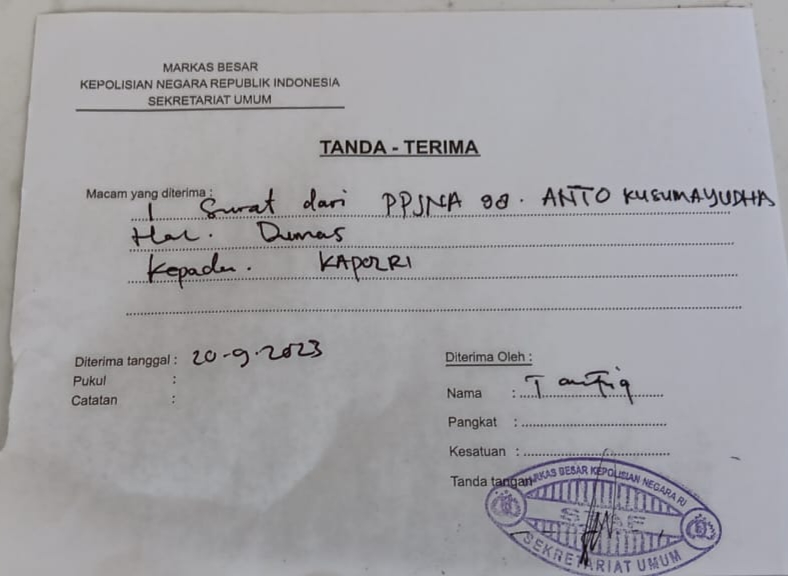 MARKAS BESAR
KEPOLISIAN NEGARA REPUBLIK INDONESIA
SEKRETARIAT UMUM
TANDA - TERIMA
Macam yang diterima :
1 Surat dari PPJNA 98. ANTO KUSUMAYUDHA
Hal. Dumas
Kepada. KAPOLRI
Diterima tanggal : 20-9-2023
Pukul :
Catatan :
Diterima Oleh :
Nama : Taufiq
Pangkat :
Kesatuan :
Tanda tangan
MARKAS BESAR KEPOLISIAN NEGARA RI
SEKRETARIAT UMUM